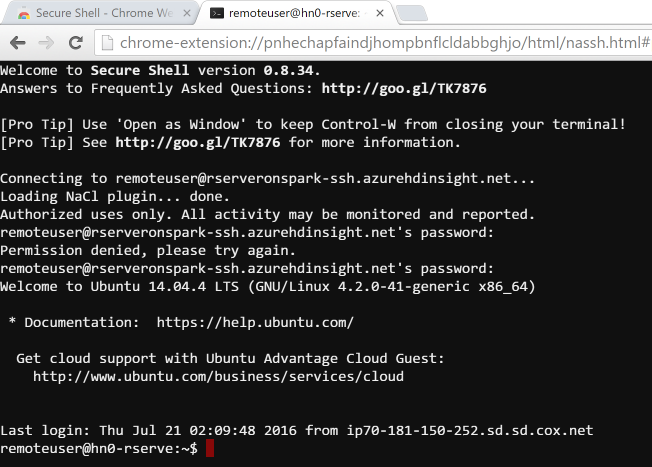 Secure Shell - Chrome We
remoteuser@hn0-rserve: ~
chrome-extension://pnhechapfaindjhompbnflcldabbghjo/html/nassh.html#
Welcome to Secure Shell version 0.8.34.
Answers to Frequently Asked Questions: http://goo.gl/TK7876
[Pro Tip] Use 'Open as Window' to keep Control-W from closing your terminal!
[Pro Tip] See http://goo.gl/TK7876 for more information.
Connecting to remoteuser@rserveronspark-ssh.azurehdinsight.net...
Loading NaCl plugin... done.
Authorized uses only. All activity may be monitored and reported.
remoteuser@rserveronspark-ssh.azurehdinsight.net's password:
Permission denied, please try again.
remoteuser@rserveronspark-ssh.azurehdinsight.net's password:
Welcome to Ubuntu 14.04.4 LTS (GNU/Linux 4.2.0-41-generic x86_64)
* Documentation:  https://help.ubuntu.com/
Get cloud support with Ubuntu Advantage Cloud Guest:
http://www.ubuntu.com/business/services/cloud
Last login: Thu Jul 21 02:09:48 2016 from ip70-181-150-252.sd.sd.cox.net
remoteuser@hn0-rserve:~$